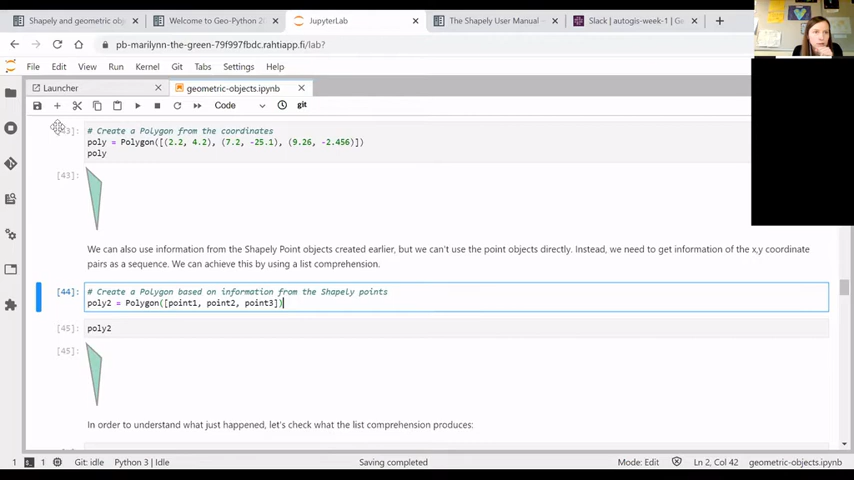 Shapely and geometric obj
Welcome to Geo-Python 20
JupyterLab
The Shapely User Manual —
Slack | autogis-week-1 | Ge
pb-marilynn-the-green-79f997fbdc.rahtiapp.fi/lab?
File Edit View Run Kernel Git Tabs Settings Help
Launcher
geometric-objects.ipynb
Code
git
# Create a Polygon from the coordinates
poly = Polygon([(2.2, 4.2), (7.2, -25.1), (9.26, -2.456)])
poly
[43]:
We can also use information from the Shapely Point objects created earlier, but we can't use the point objects directly. Instead, we need to get information of the x,y coordinate
pairs as a sequence. We can achieve this by using a list comprehension.
[44]: # Create a Polygon based on information from the Shapely points
poly2 = Polygon([point1, point2, point3])
[45]: poly2
[45]:
In order to understand what just happened, let's check what the list comprehension produces:
1 1 Git: idle Python 3 | Idle Saving completed Mode: Edit Ln 2, Col 42 geometric-objects.ipynb